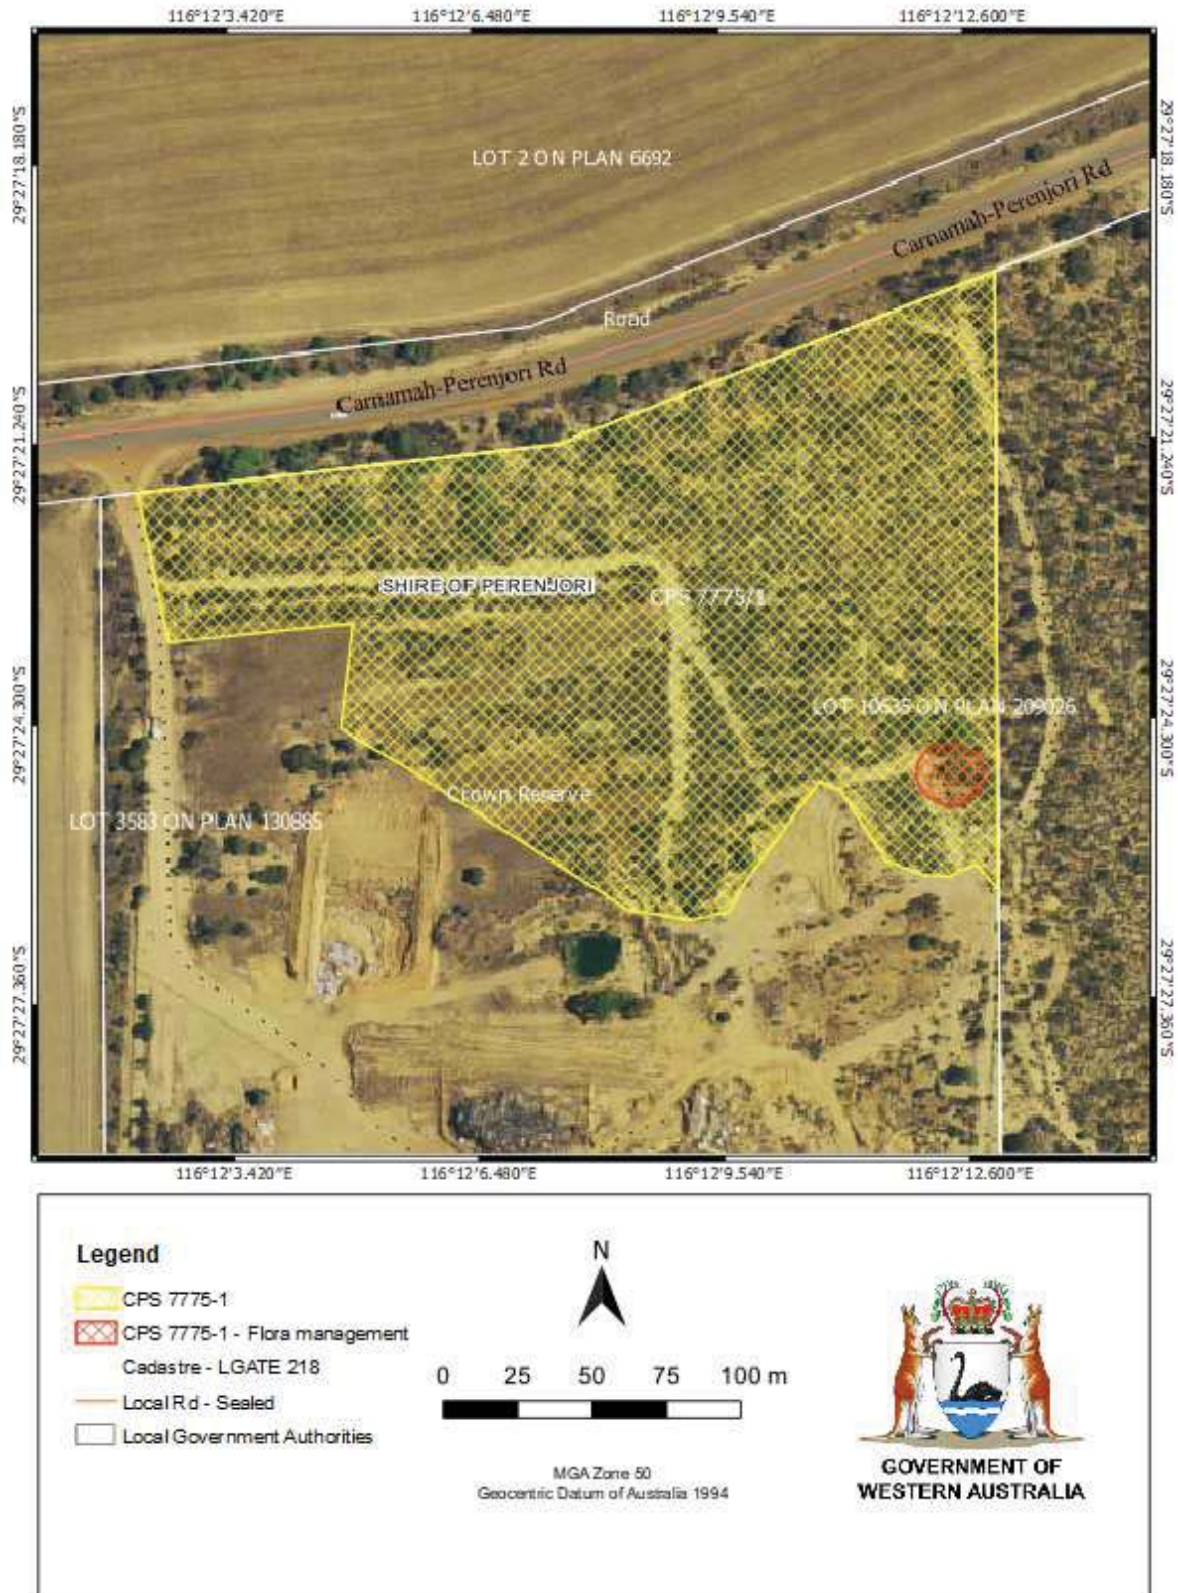 116°12'3.420"E 116°12'6.480"E 116°12'9.540"E 116°12'12.600"E
29°27'18.180"S
29°27'18.180"S
LOT 2 ON PLAN 6692
Carnamah-Perenjori Rd
Road
Carnamah-Perenjori Rd
29°27'21.240"S
29°27'21.240"S
SHIRE OF PERENJORI
CPS 7775/1
29°27'24.300"S
29°27'24.300"S
LOT 10635 ON PLAN 209026
Crown Reserve
LOT 3583 ON PLAN 130885
29°27'27.360"S
29°27'27.360"S
116°12'3.420"E 116°12'6.480"E 116°12'9.540"E 116°12'12.600"E
Legend
CPS 7775-1
CPS 7775-1 - Flora management
Cadastre - LGATE 218
Local Rd - Sealed
Local Government Authorities
N
0 25 50 75 100 m
MGA Zone 50
Geocentric Datum of Australia 1994
GOVERNMENT OF
WESTERN AUSTRALIA